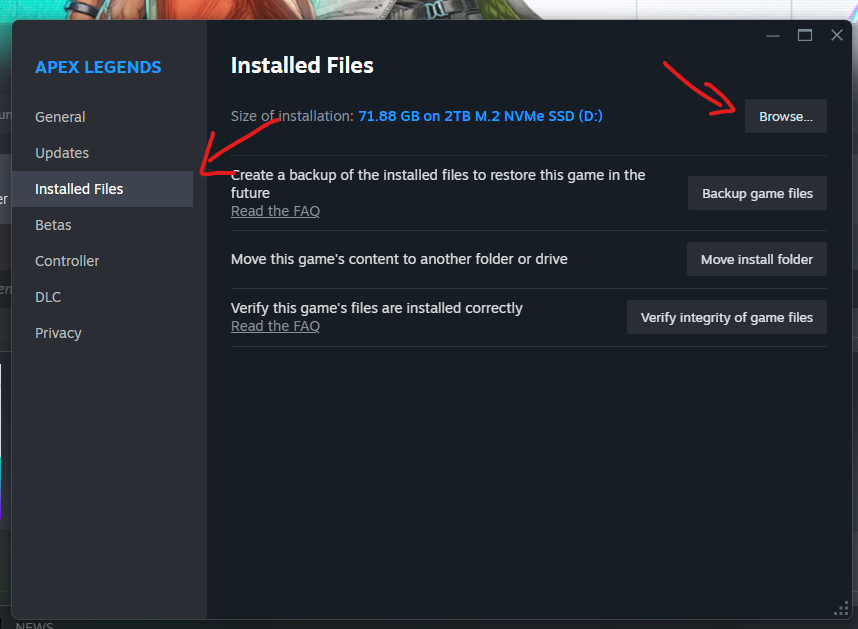 APEX LEGENDS
General
Updates
Installed Files
Betas
Controller
DLC
Privacy
Installed Files
Size of installation: 71.88 GB on 2TB M.2 NVMe SSD (D:)
Browse...
Create a backup of the installed files to restore this game in the
future
Read the FAQ
Backup game files
Move this game's content to another folder or drive
Move install folder
Verify this game's files are installed correctly
Read the FAQ
Verify integrity of game files
NEWS